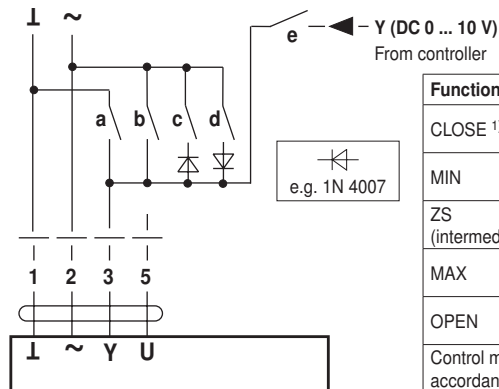 ⊥ ~
e
Y (DC 0 ... 10 V)
From controller
a b c d
e.g. 1N 4007
Function
CLOSE 1)
MIN
ZS
(intermed
MAX
OPEN
Control m
accordan
1 2 3 5
⊥ ~ Y U